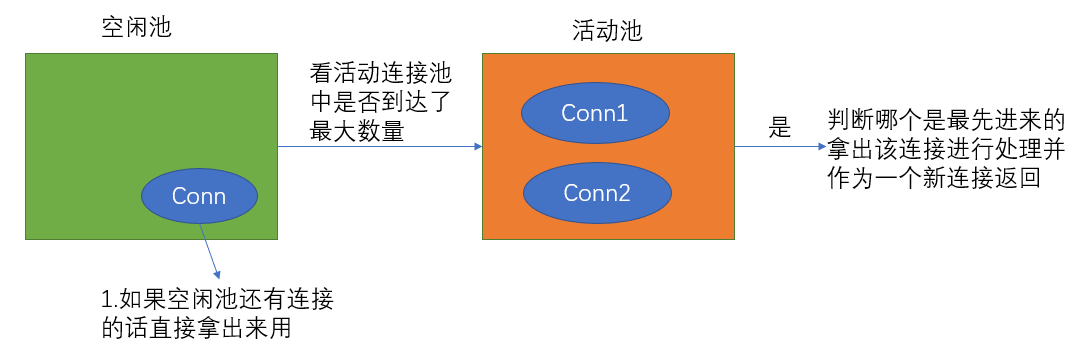 空闲池
活动池
看活动连接池
中是否到达了
最大数量
Conn1
Conn2
是
判断哪个是最先进来的
拿出该连接进行处理并
作为一个新连接返回
Conn
1.如果空闲池还有连接
的话直接拿出来用